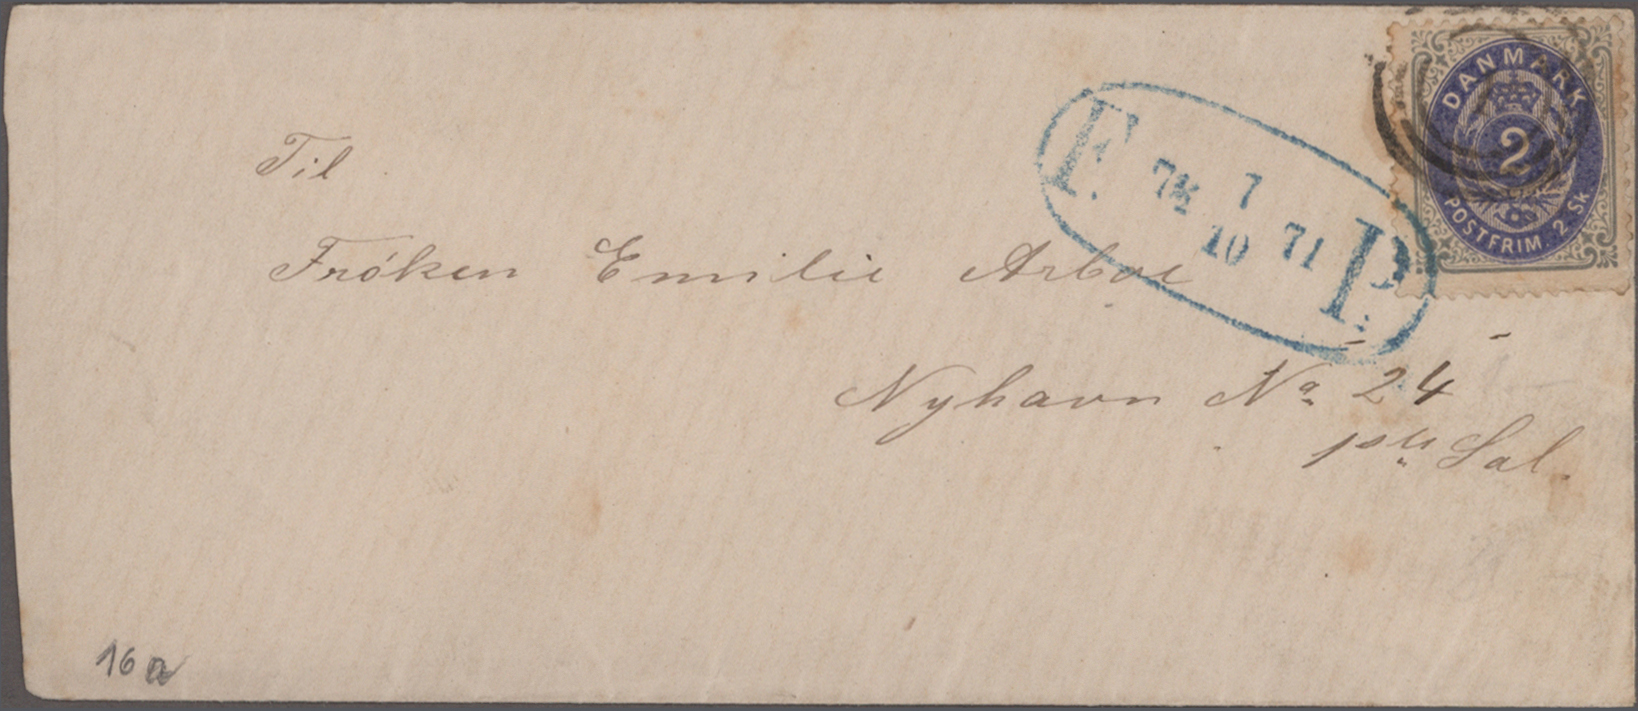 Til
Fröken Emilie Arboe
Nyhavn No. 24
1ste Sal.
F. 7½ 7 10 71 P.
DANMARK
2
POSTFRIM. 2 Sk
16a